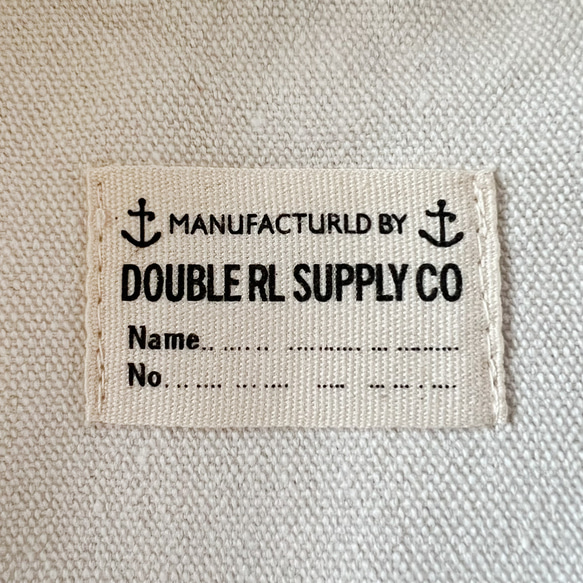 MANUFACTURLD BY
DOUBLE RL SUPPLY CO
Name
No